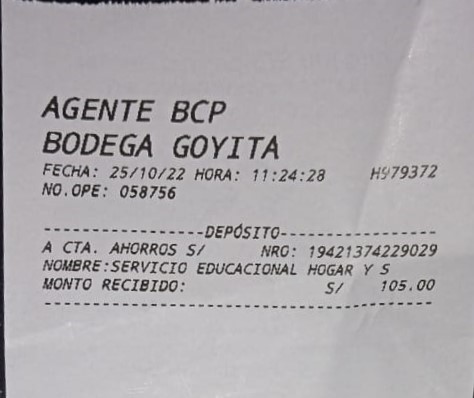 AGENTE BCP
BODEGA GOYITA
FECHA: 25/10/22 HORA: 11:24:28 H979372
NO.OPE: 058756
------------------DEPÓSITO------------------
A CTA. AHORROS S/ NRO: 19421374229029
NOMBRE:SERVICIO EDUCACIONAL HOGAR Y S
MONTO RECIBIDO: S/ 105.00
--------------------------------------------